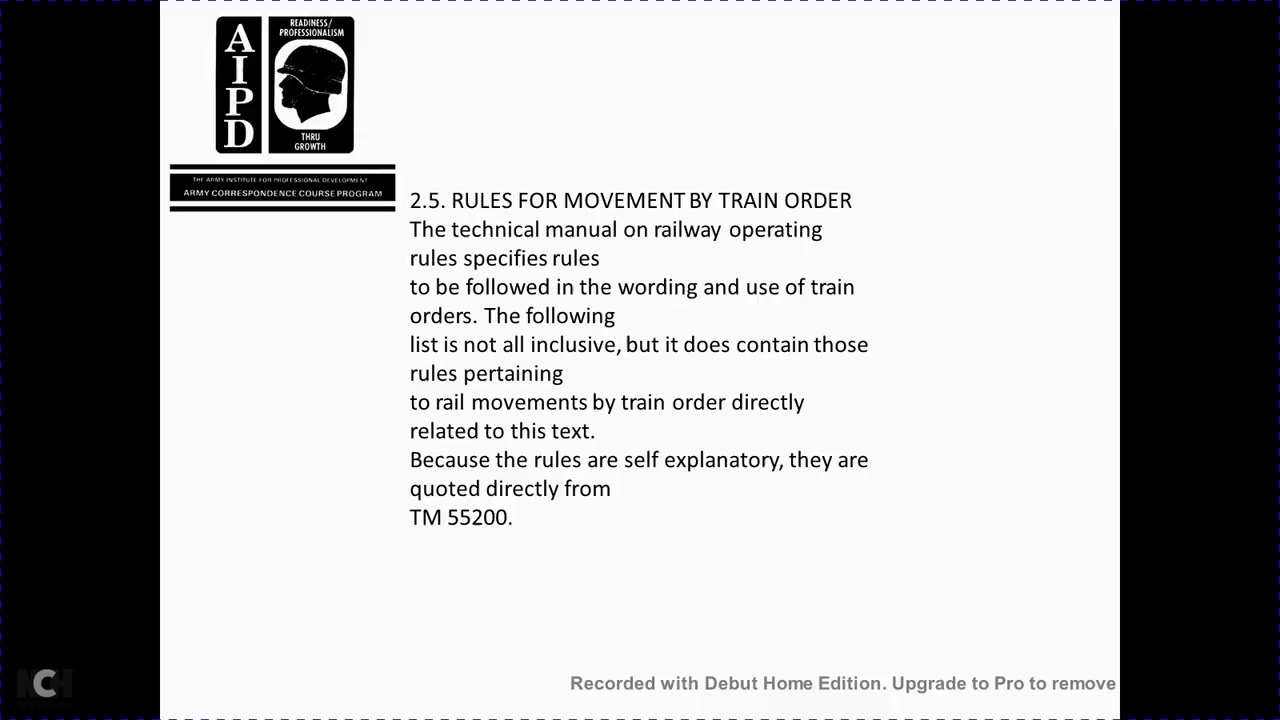 READINESS/
PROFESSIONALISM
AIPD
THRU
GROWTH
THE ARMY INSTITUTE FOR PROFESSIONAL DEVELOPMENT
ARMY CORRESPONDENCE COURSE PROGRAM
2.5. RULES FOR MOVEMENT BY TRAIN ORDER
The technical manual on railway operating
rules specifies rules
to be followed in the wording and use of train
orders. The following
list is not all inclusive, but it does contain those
rules pertaining
to rail movements by train order directly
related to this text.
Because the rules are self explanatory, they are
quoted directly from
TM 55200.
NCH
Recorded with Debut Home Edition. Upgrade to Pro to remove